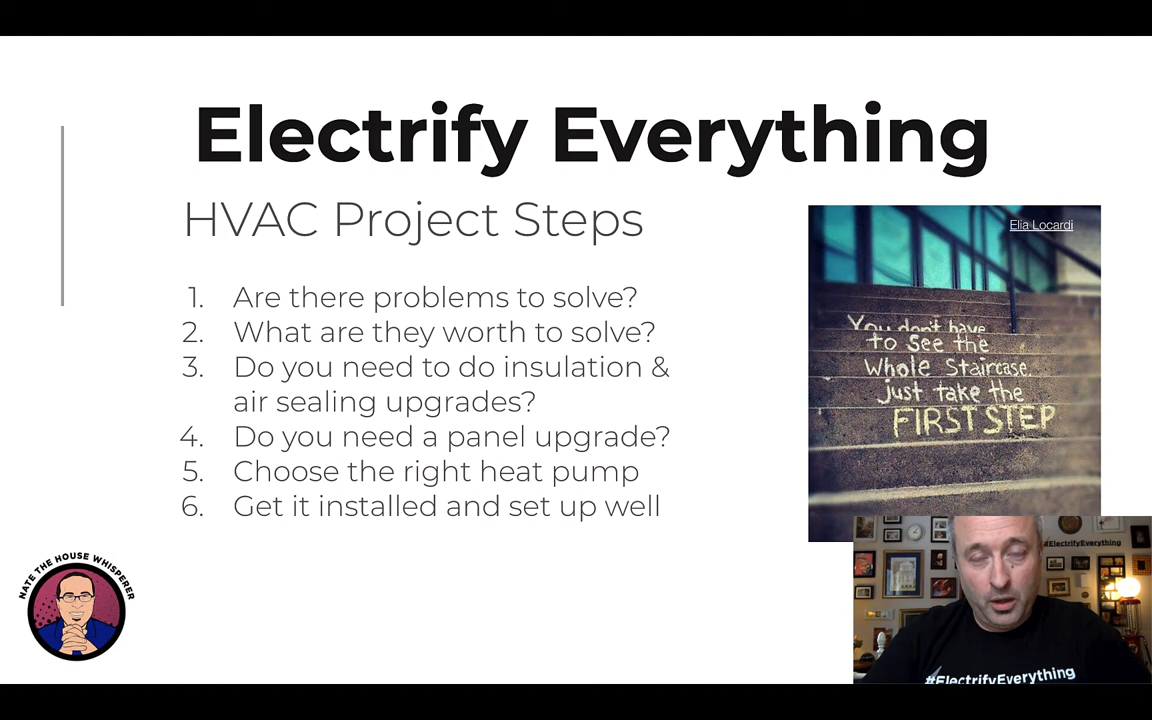 Electrify Everything
HVAC Project Steps
1. Are there problems to solve?
2. What are they worth to solve?
3. Do you need to do insulation &
air sealing upgrades?
4. Do you need a panel upgrade?
5. Choose the right heat pump
6. Get it installed and set up well
Elia Locardi
You don't have
to See the
Whole Staircase,
just take the
FIRST STEP
NATE THE HOUSE WHISPERER
#ElectrifyEverything
#ElectrifyEverything